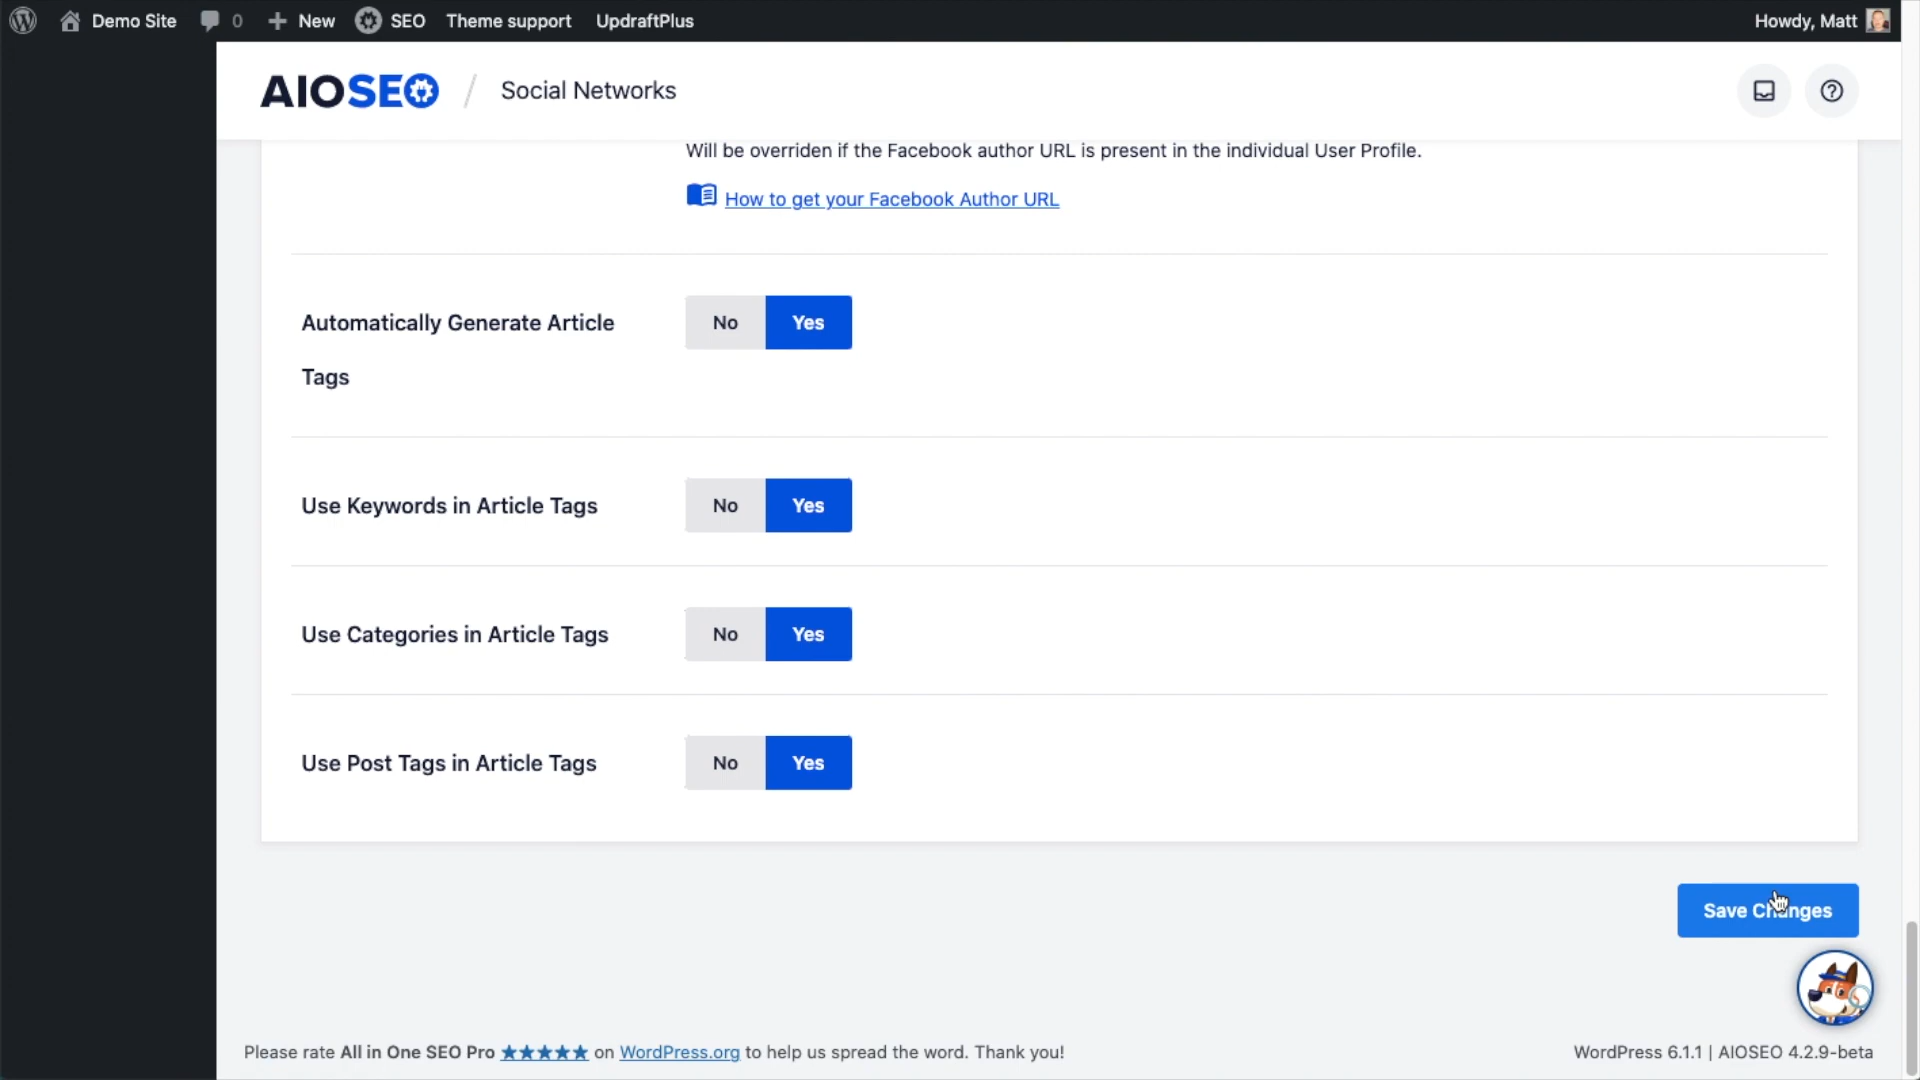 Demo Site 0 New SEO Theme support UpdraftPlus Howdy, Matt
AIOSEO / Social Networks
Will be overriden if the Facebook author URL is present in the individual User Profile.
How to get your Facebook Author URL
Automatically Generate Article
Tags
No Yes
Use Keywords in Article Tags No Yes
Use Categories in Article Tags No Yes
Use Post Tags in Article Tags No Yes
Save Changes
Please rate All in One SEO Pro ★★★★★ on WordPress.org to help us spread the word. Thank you! WordPress 6.1.1 | AIOSEO 4.2.9-beta